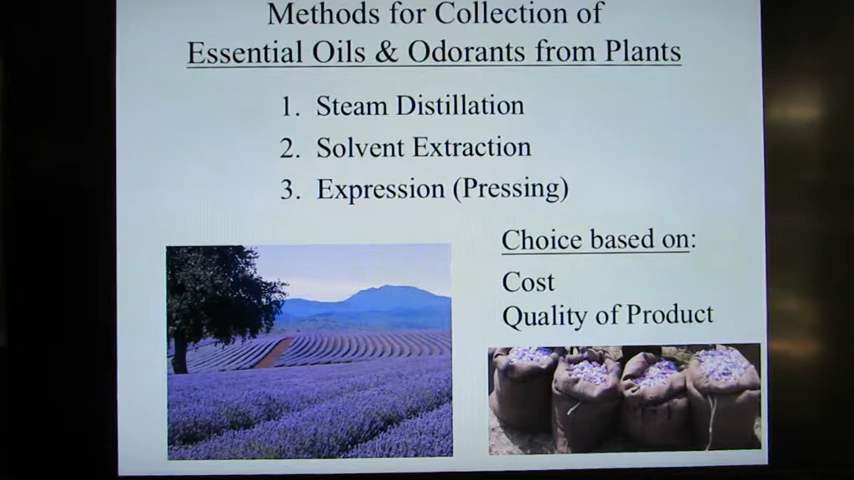 Methods for Collection of
Essential Oils & Odorants from Plants
1. Steam Distillation
2. Solvent Extraction
3. Expression (Pressing)
Choice based on:
Cost
Quality of Product